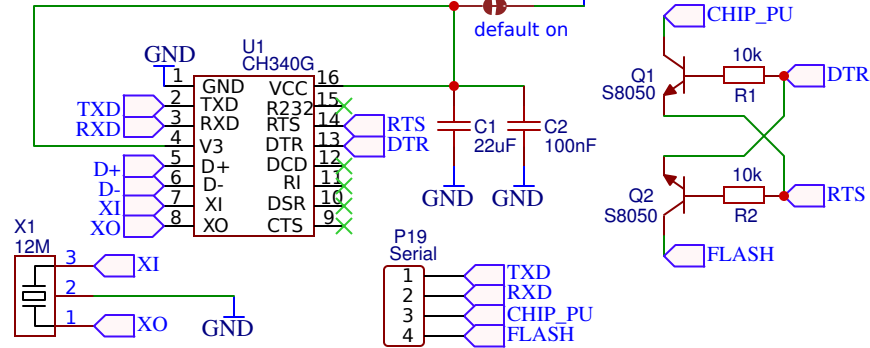 default on
CHIP_PU
10k
Q1
S8050
R1
DTR
10k
Q2
S8050
R2
RTS
FLASH
U1
CH340G
GND
1 GND VCC 16
TXD 2 TXD R232 15
RXD 3 RXD RTS 14 RTS
4 V3 DTR 13 DTR
D+ 5 D+ DCD 12
D- 6 D- RI 11
XI 7 XI DSR 10
XO 8 XO CTS 9
C1
22uF
C2
100nF
GND GND
X1
12M
3 XI
2
1 XO
GND
P19
Serial
1 TXD
2 RXD
3 CHIP_PU
4 FLASH